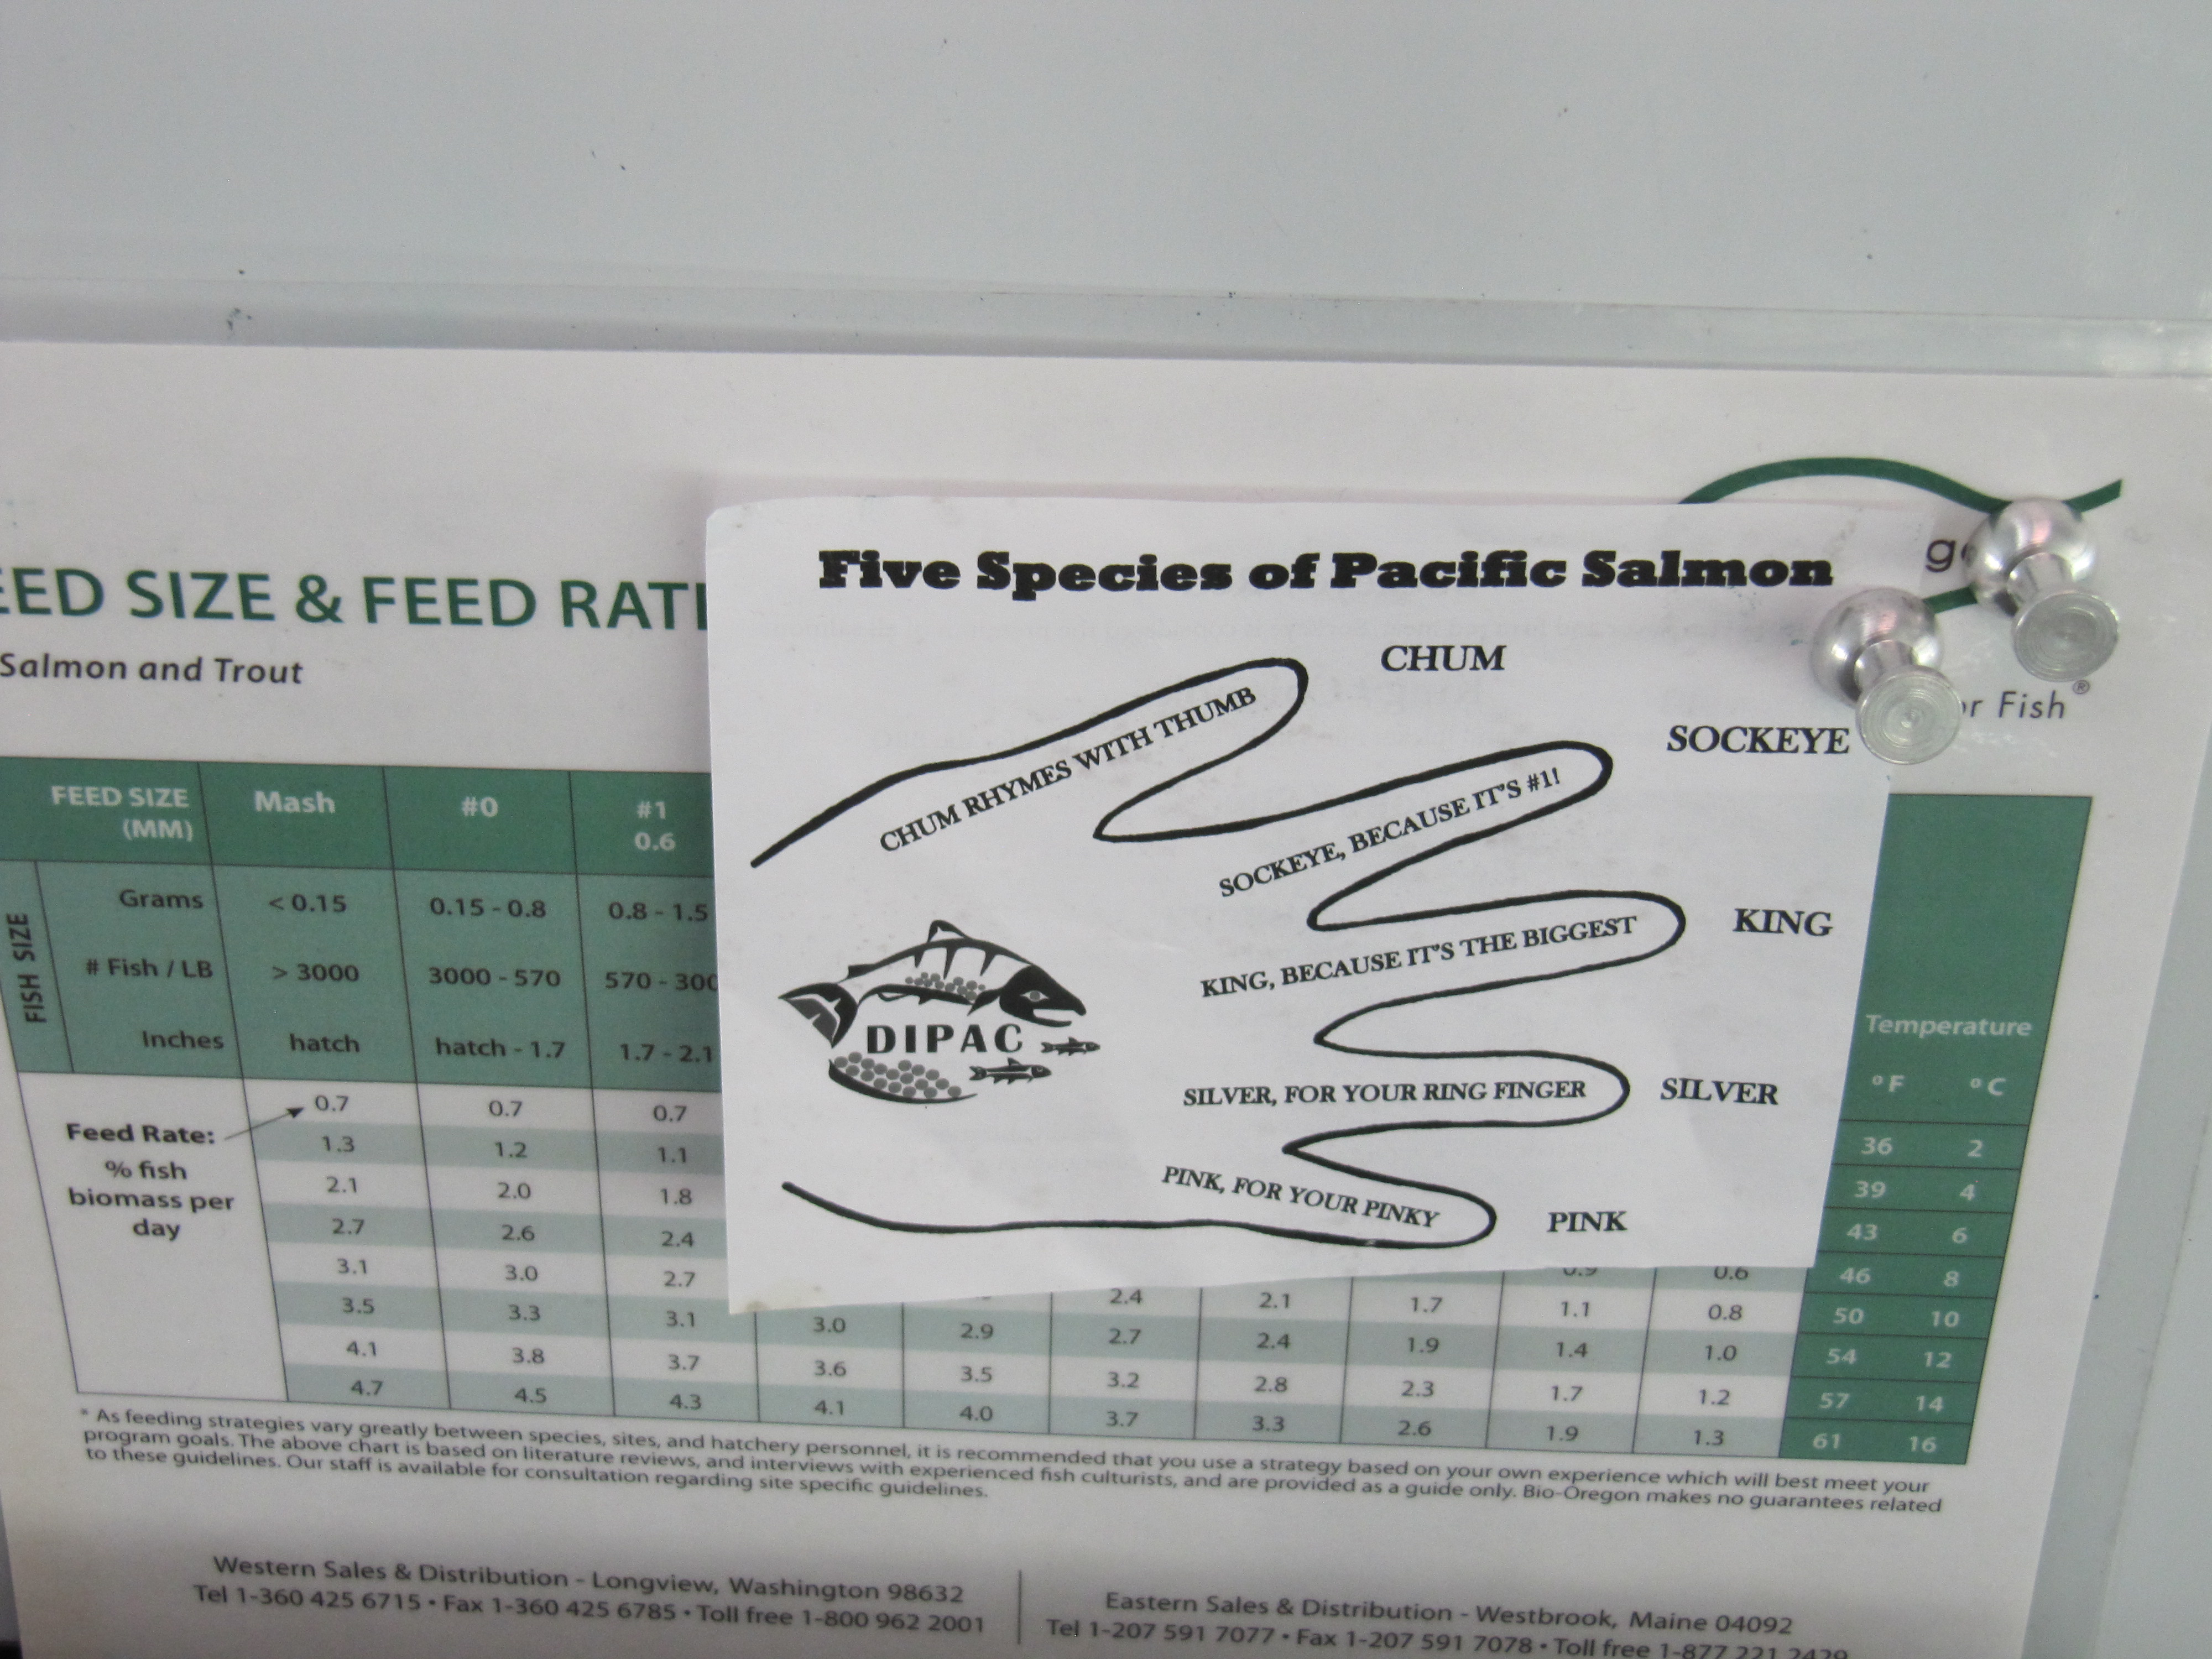 FEED SIZE & FEED RAT
Salmon and Trout
or Fish®
Five Species of Pacific Salmon
CHUM
CHUM RHYMES WITH THUMB
SOCKEYE
SOCKEYE, BECAUSE IT'S #1!
KING
KING, BECAUSE IT'S THE BIGGEST
SILVER, FOR YOUR RING FINGER SILVER
PINK, FOR YOUR PINKY
PINK
DIPAC
FEED SIZE (MM) Mash #0 #1
0.6
FISH SIZE
Grams < 0.15 0.15 - 0.8 0.8 - 1.5
# Fish / LB > 3000 3000 - 570 570 - 300
Inches hatch hatch - 1.7 1.7 - 2.1
Temperature
°F °C
Feed Rate:
% fish
biomass per
day
0.7 0.7 0.7
1.3 1.2 1.1 36 2
2.1 2.0 1.8 39 4
2.7 2.6 2.4 43 6
3.1 3.0 2.7 0.9 0.6 46 8
3.5 3.3 3.1 2.4 2.1 1.7 1.1 0.8 50 10
4.1 3.8 3.7 3.0 2.9 2.7 2.4 1.9 1.4 1.0 54 12
4.7 4.5 4.3 3.6 3.5 3.2 2.8 2.3 1.7 1.2 57 14
4.1 4.0 3.7 3.3 2.6 1.9 1.3 61 16
* As feeding strategies vary greatly between species, sites, and hatchery personnel, it is recommended that you use a strategy based on your own experience which will best meet your
program goals. The above chart is based on literature reviews, and interviews with experienced fish culturists, and are provided as a guide only. Bio-Oregon makes no guarantees related
to these guidelines. Our staff is available for consultation regarding site specific guidelines.
Western Sales & Distribution - Longview, Washington 98632
Tel 1-360 425 6715 • Fax 1-360 425 6785 • Toll free 1-800 962 2001
Eastern Sales & Distribution - Westbrook, Maine 04092
Tel 1-207 591 7077 • Fax 1-207 591 7078 • Toll free 1-877 221 2429